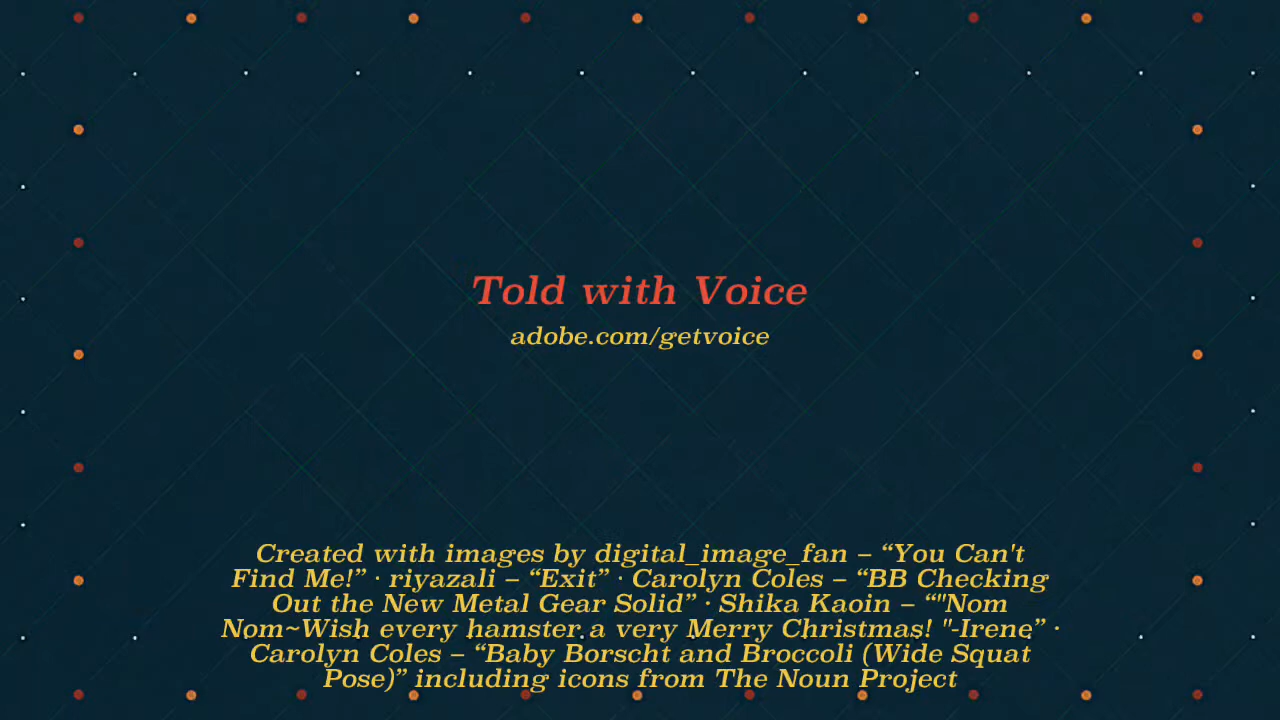 Told with Voice
adobe.com/getvoice
Created with images by digital_image_fan – “You Can't
Find Me!” · riyazali – “Exit” · Carolyn Coles – “BB Checking
Out the New Metal Gear Solid” · Shika Kaoin – “"Nom
Nom~Wish every hamster a very Merry Christmas! "-Irene” ·
Carolyn Coles – “Baby Borscht and Broccoli (Wide Squat
Pose)” including icons from The Noun Project